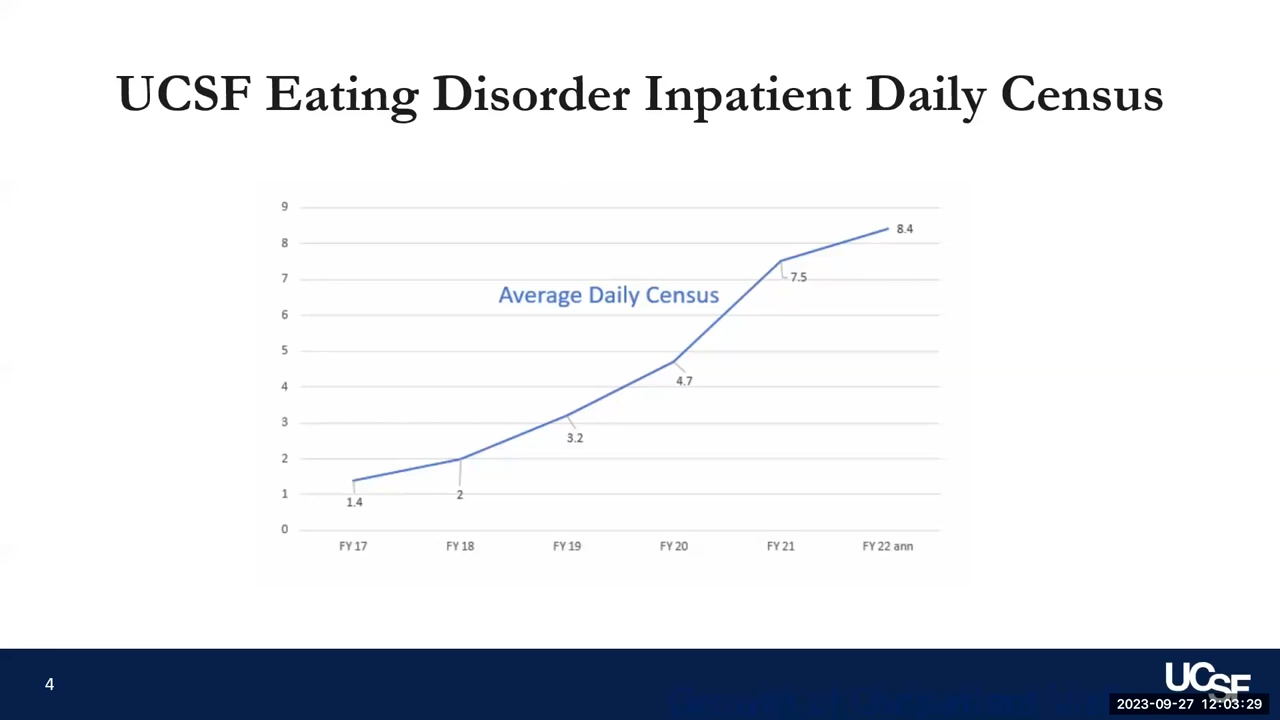 UCSF Eating Disorder Inpatient Daily Census
9
8
7
6
5
4
3
2
1
0
Average Daily Census
8.4
7.5
4.7
3.2
2
1.4
FY 17
FY 18
FY 19
FY 20
FY 21
FY 22 ann
4
UCSF
2023-09-27 12:03:29